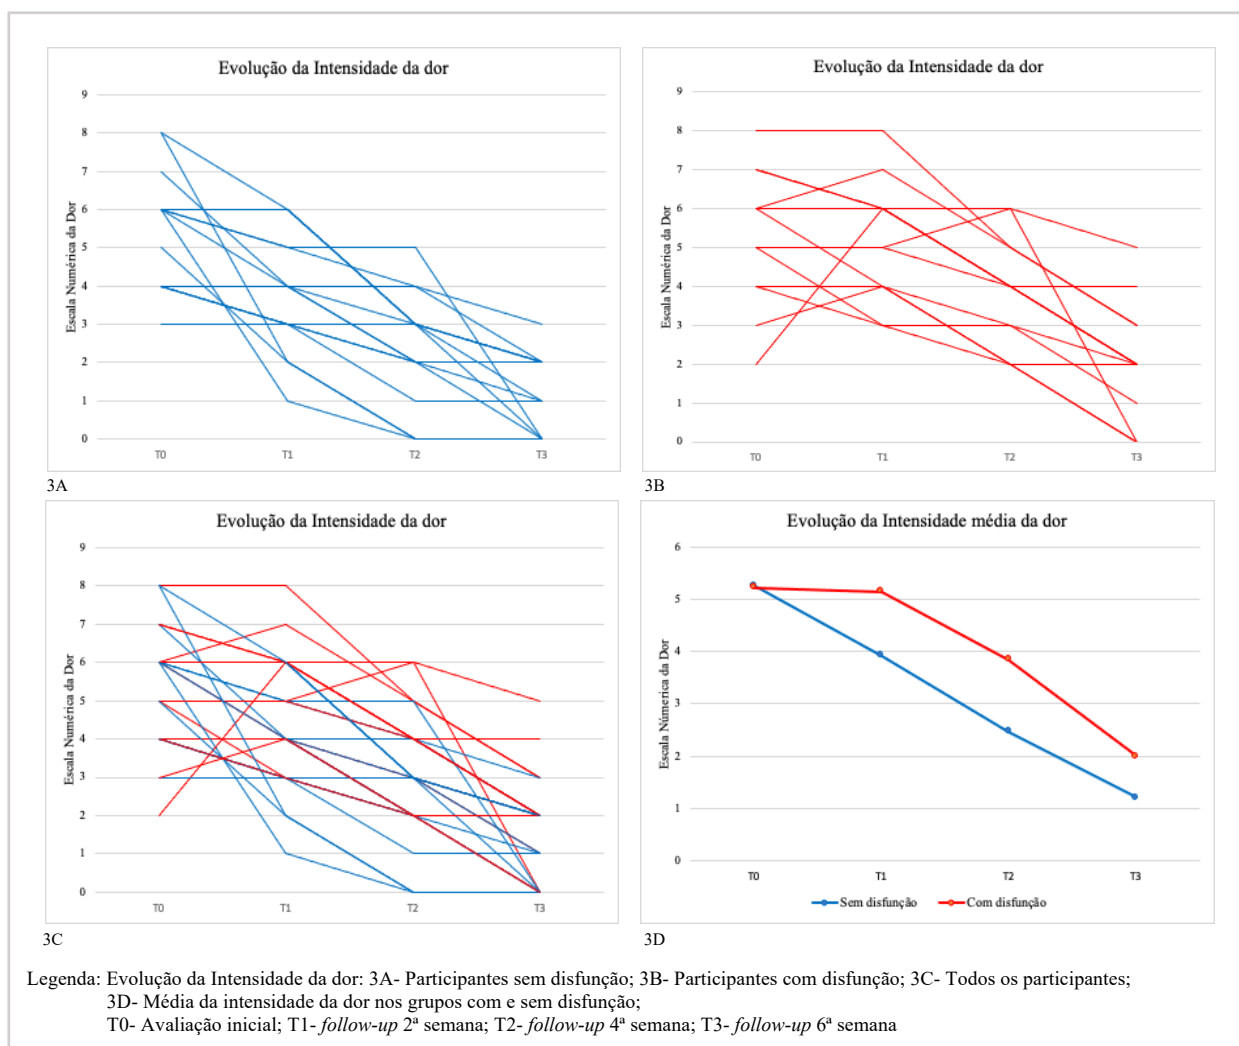 Evolução da Intensidade da dor
Escala Numérica da Dor
9
8
7
6
5
4
3
2
1
0
T0 T1 T2 T3
3A
Evolução da Intensidade da dor
Escala Numérica da Dor
9
8
7
6
5
4
3
2
1
0
T0 T1 T2 T3
3B
Evolução da Intensidade da dor
Escala Numérica da Dor
9
8
7
6
5
4
3
2
1
0
T0 T1 T2 T3
3C
Evolução da Intensidade média da dor
Escala Númerica da Dor
6
5
4
3
2
1
0
T0 T1 T2 T3
Sem disfunção Com disfunção
3D
Legenda: Evolução da Intensidade da dor: 3A- Participantes sem disfunção; 3B- Participantes com disfunção; 3C- Todos os participantes;
3D- Média da intensidade da dor nos grupos com e sem disfunção;
T0- Avaliação inicial; T1- follow-up 2ª semana; T2- follow-up 4ª semana; T3- follow-up 6ª semana